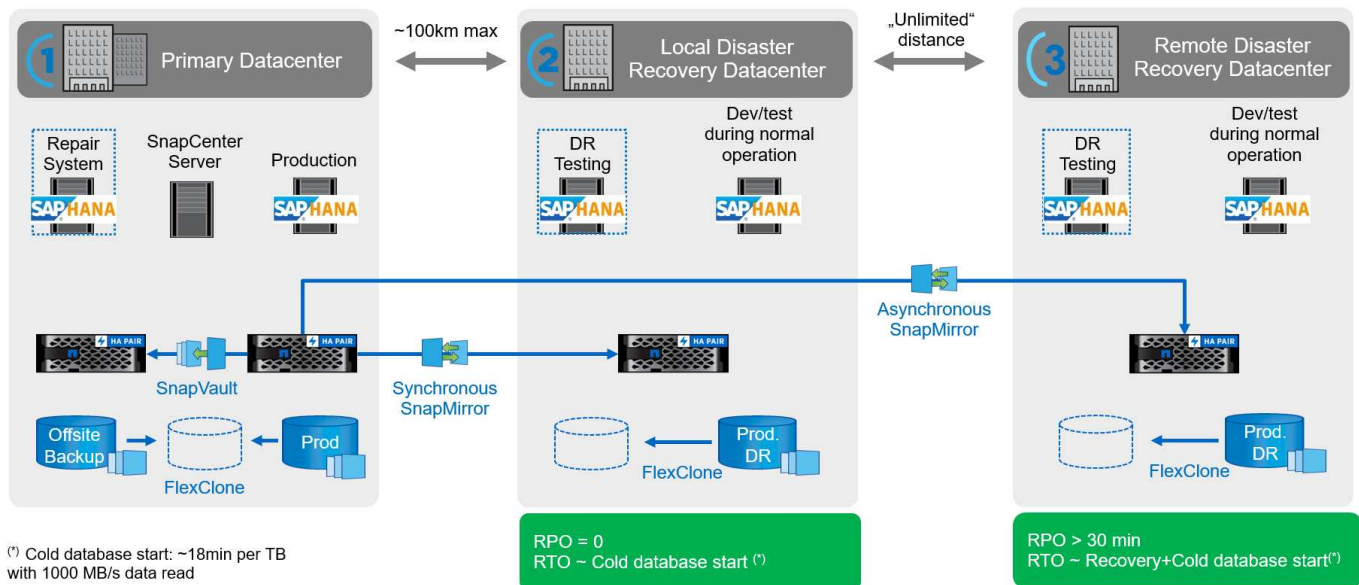 1
Primary Datacenter
~100km max
2
Local Disaster
Recovery Datacenter
„Unlimited“
distance
3
Remote Disaster
Recovery Datacenter
Repair
System
SAP HANA
SnapCenter
Server
Production
SAP HANA
DR
Testing
SAP HANA
Dev/test
during normal
operation
SAP HANA
DR
Testing
SAP HANA
Dev/test
during normal
operation
SAP HANA
Asynchronous
SnapMirror
n HA PAIR
SnapVault
n HA PAIR
Synchronous
SnapMirror
n HA PAIR
n HA PAIR
Offsite
Backup
FlexClone
Prod
FlexClone
Prod.
DR
FlexClone
Prod.
DR
(*) Cold database start: ~18min per TB
with 1000 MB/s data read
RPO = 0
RTO ~ Cold database start (*)
RPO > 30 min
RTO ~ Recovery+Cold database start(*)